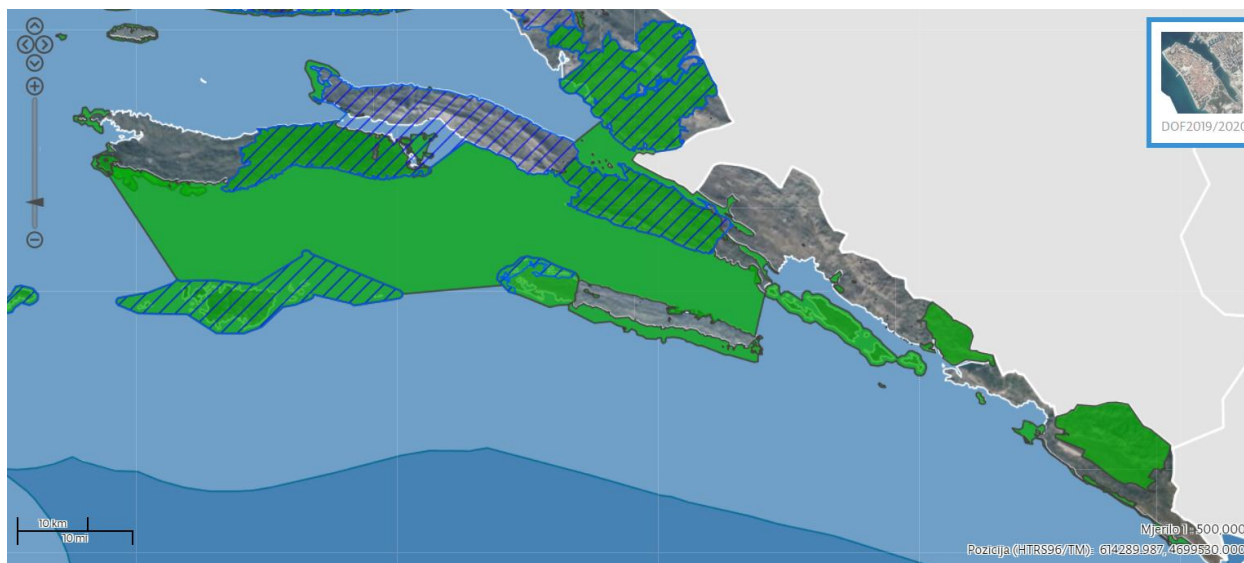 DOF2019/2020
10 km
10 mi
Mjerilo 1 : 500,000
Pozicija (HTRS96/TM): 614289.987, 4699530,000